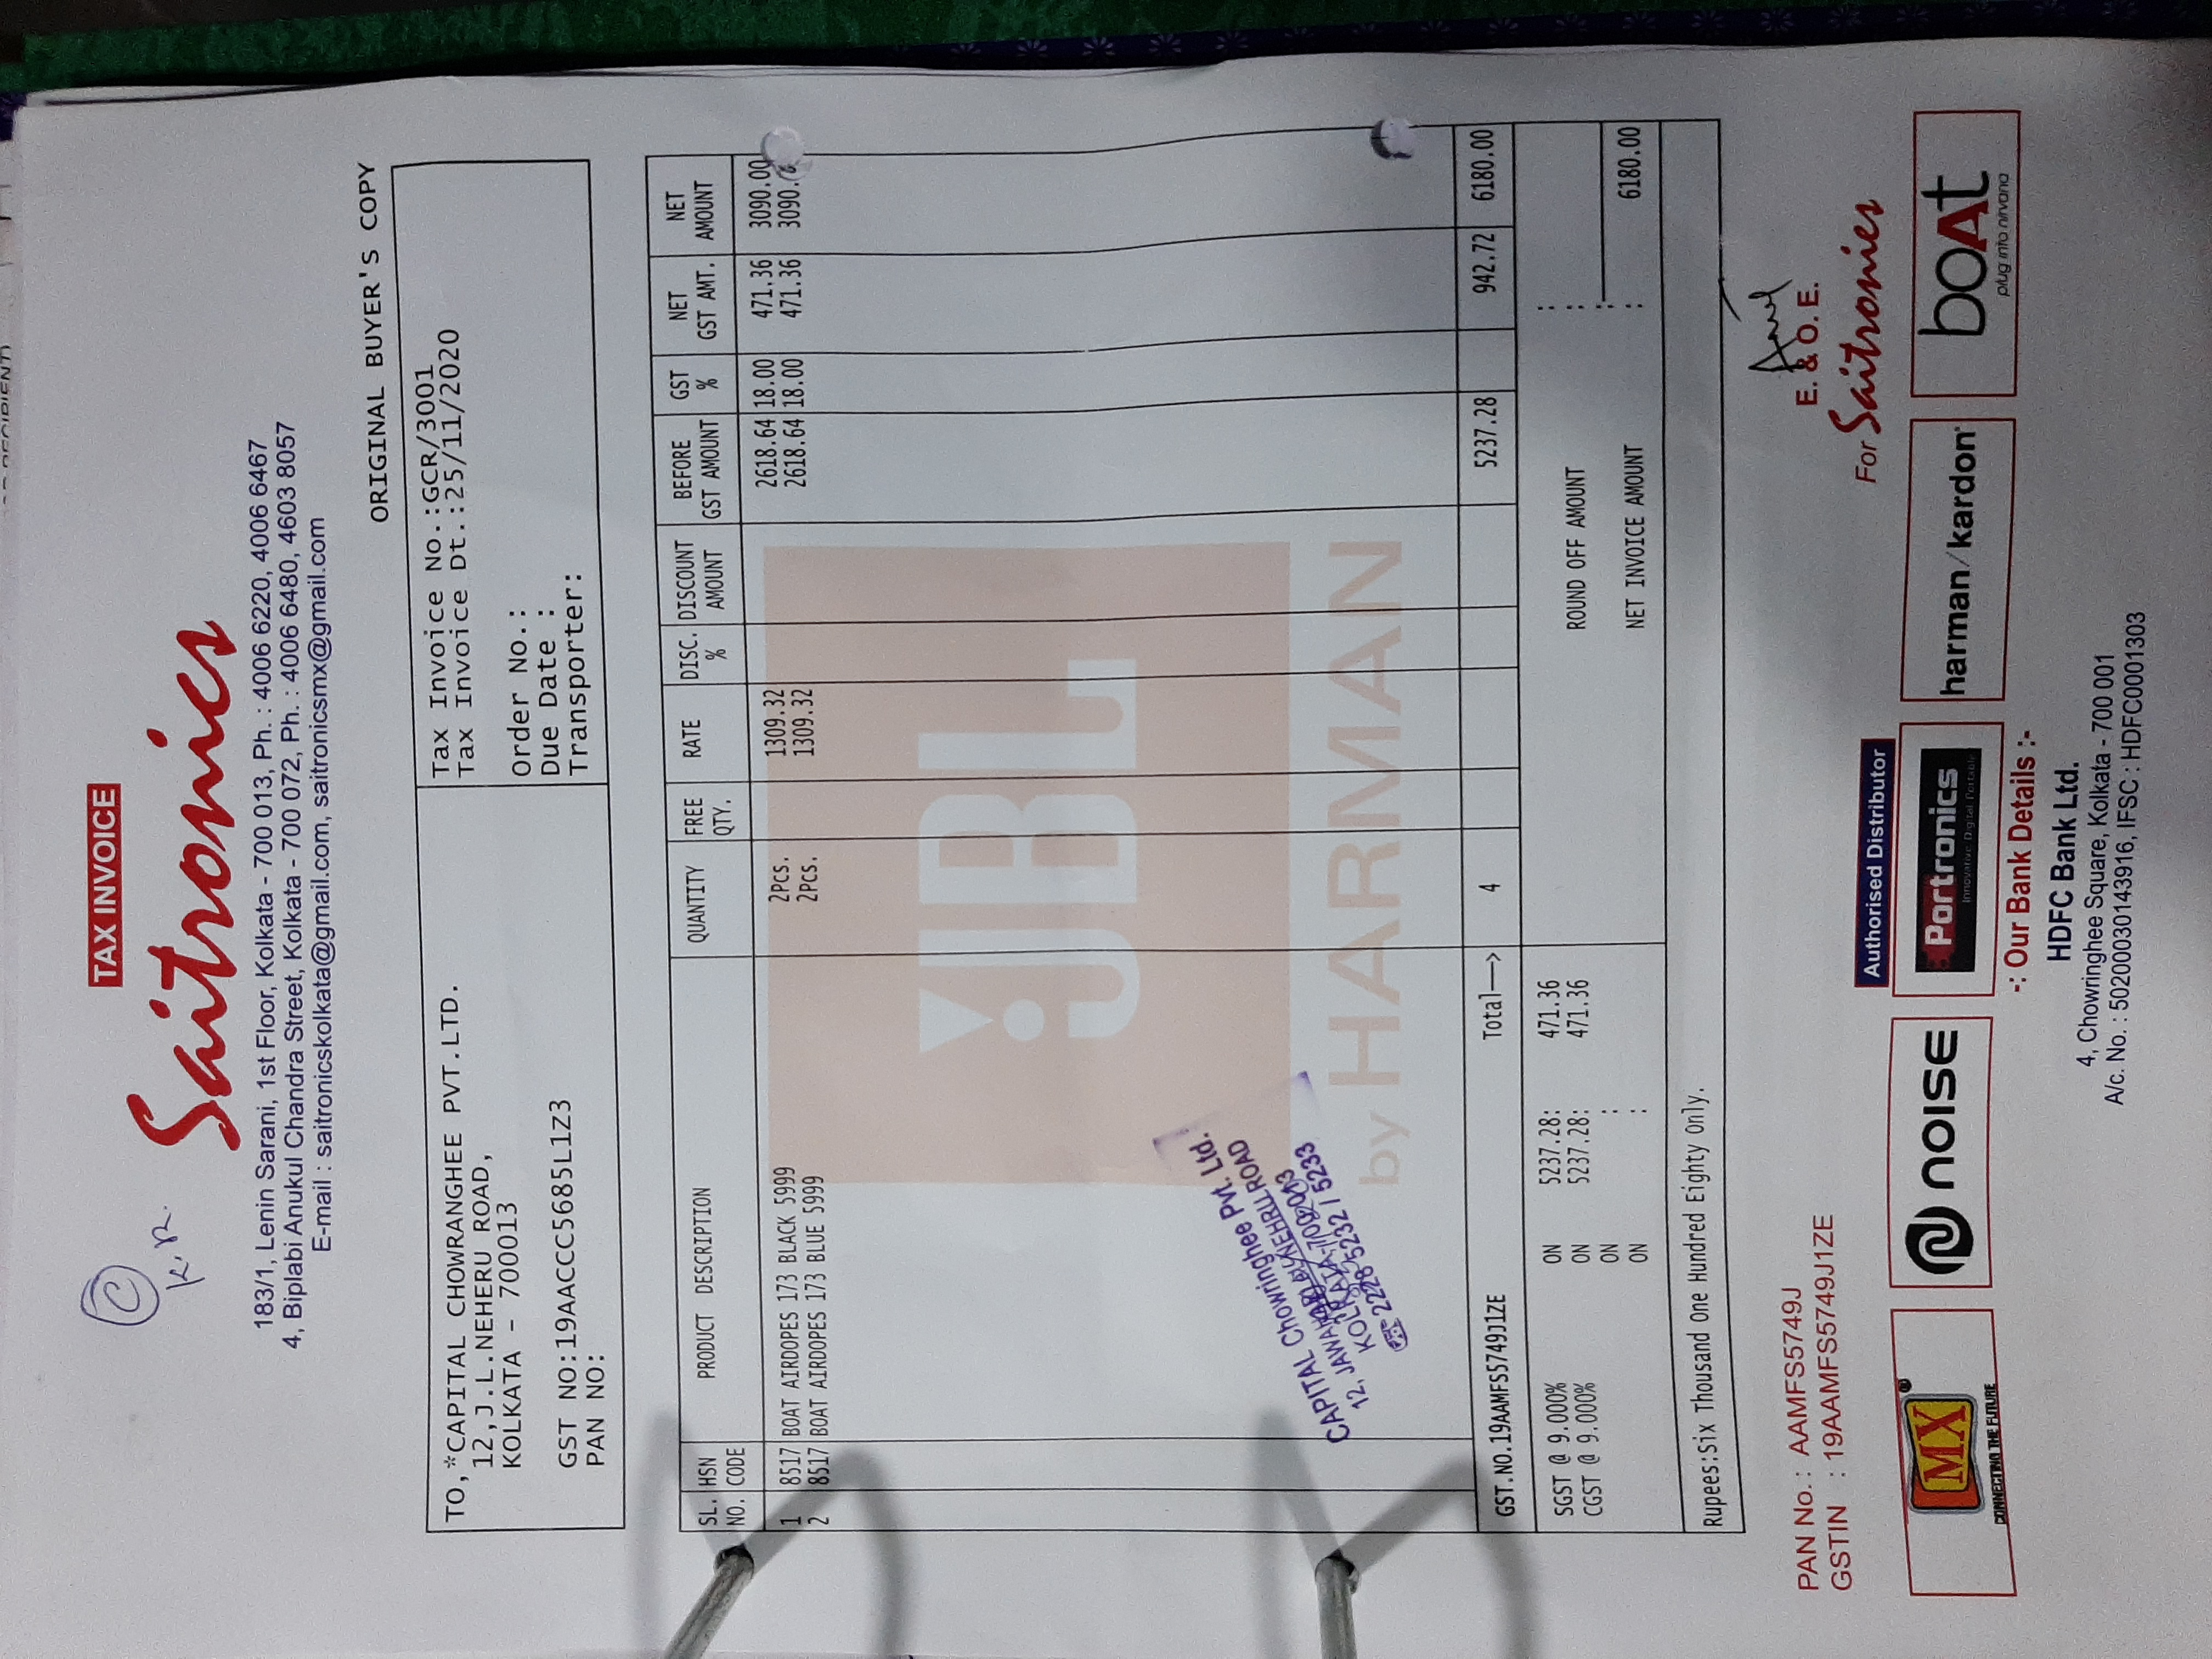 RECIPIENT)
C
K.R.
TAX INVOICE
Saitronics
183/1, Lenin Sarani, 1st Floor, Kolkata - 700 013, Ph. : 4006 6220, 4006 6467
4, Biplabi Anukul Chandra Street, Kolkata - 700 072, Ph. : 4006 6480, 4603 8057
E-mail : saitronicskolkata@gmail.com, saitronicsmx@gmail.com
ORIGINAL BUYER'S COPY
TO,*CAPITAL CHOWRANGHEE PVT.LTD.
12,J.L.NEHERU ROAD,
KOLKATA - 700013
GST NO:19AACCC5685L1Z3
PAN NO:
Tax Invoice No.:GCR/3001
Tax Invoice Dt.:25/11/2020
Order No.:
Due Date :
Transporter:
SL. NO. HSN CODE PRODUCT DESCRIPTION QUANTITY FREE QTY. RATE DISC. % DISCOUNT AMOUNT BEFORE GST AMOUNT GST % NET GST AMT. NET AMOUNT
1 8517 BOAT AIRDOPES 173 BLACK 5999 2Pcs. 1309.32 2618.64 18.00 471.36 3090.00
2 8517 BOAT AIRDOPES 173 BLUE 5999 2Pcs. 1309.32 2618.64 18.00 471.36 3090.
JBL
by HARMAN
CAPITAL Chowringhee Pvt. Ltd.
12, JAWAHARLAL NEHRU ROAD
KOLKATA-700 013
☎ 2228 5232 / 5233
GST.NO.19AAMFS5749J1ZE Total—> 4 5237.28 942.72 6180.00
SGST @ 9.000% ON 5237.28: 471.36
CGST @ 9.000% ON 5237.28: 471.36
ON :
ON :
ROUND OFF AMOUNT :
NET INVOICE AMOUNT : 6180.00
Rupees:Six Thousand One Hundred Eighty Only.
PAN No. : AAMFS5749J
GSTIN : 19AAMFS5749J1ZE
E. & O. E.
For Saitronics
Authorised Distributor
MX
CONNECTING THE FUTURE
NOISE
Portronics
Innovative Digital Portable
harman/kardon
boAt
plug into nirvana
-: Our Bank Details :-
HDFC Bank Ltd.
4, Chowringhee Square, Kolkata - 700 001
A/c. No. : 50200030143916, IFSC : HDFC0001303